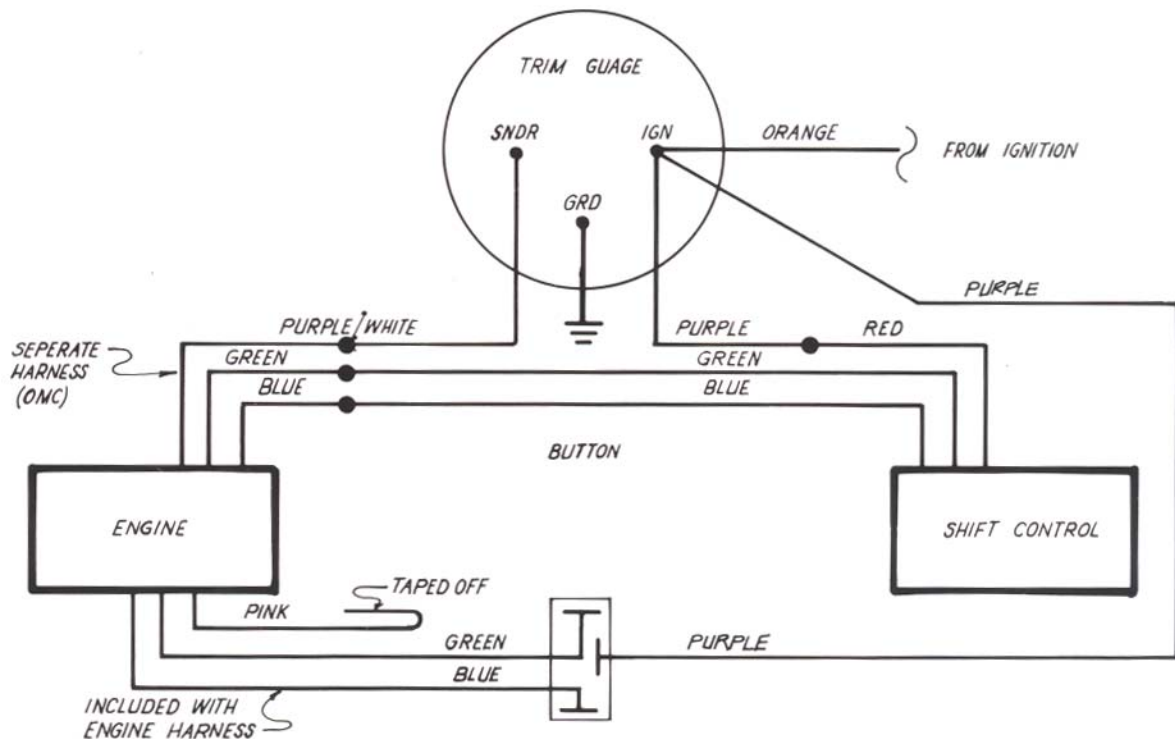 TRIM GUAGE
SNDR
IGN
ORANGE
FROM IGNITION
GRD
PURPLE
PURPLE/WHITE
PURPLE
RED
SEPERATE
HARNESS
(OMC)
GREEN
GREEN
BLUE
BLUE
BUTTON
ENGINE
SHIFT CONTROL
TAPED OFF
PINK
GREEN
PURPLE
BLUE
INCLUDED WITH
ENGINE HARNESS